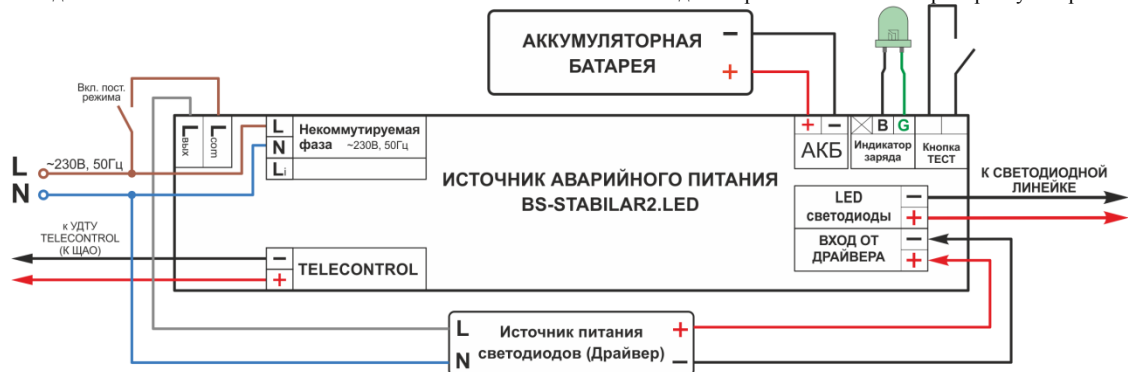 АККУМУЛЯТОРНАЯ −
БАТАРЕЯ +
Вкл. пост.
режима
L вых
L com
L
N
Li
Некоммутируемая
фаза ~230В, 50Гц
+ −
АКБ
B G
Индикатор
заряда
Кнопка
ТЕСТ
L ~230В, 50Гц
N
ИСТОЧНИК АВАРИЙНОГО ПИТАНИЯ
BS-STABILAR2.LED
К СВЕТОДИОДНОЙ
ЛИНЕЙКЕ
LED −
светодиоды +
ВХОД ОТ −
ДРАЙВЕРА +
к УДТУ
TELECONTROL
(К ЩАО)
−
+
TELECONTROL
L Источник питания +
N светодиодов (Драйвер) −